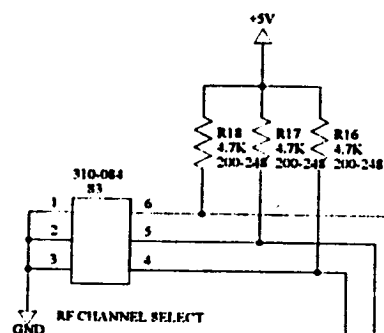 +5V
R18 R17 R16
4.7K 4.7K 4.7K
200-248 200-248 200-248
310-084
83
1 6
2 5
3 4
RF CHANNEL SELECT
GND